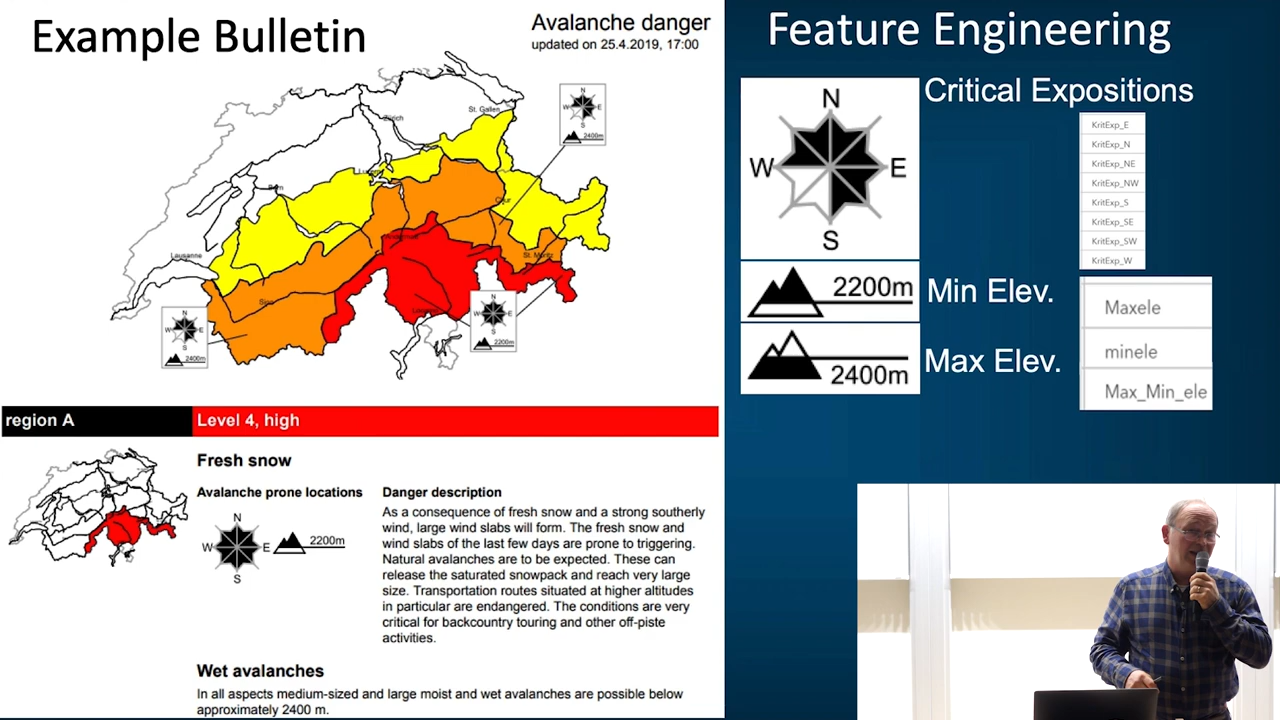 Example Bulletin
Avalanche danger
updated on 25.4.2019, 17:00
St. Gallen
Zürich
Bern
Chur
Lausanne
St. Moritz
Sion
N
W E
S
2400m
N
W E
S
2400m
N
W E
S
2200m
region A
Level 4, high
Fresh snow
Avalanche prone locations
N
W E
S
2200m
Danger description
As a consequence of fresh snow and a strong southerly
wind, large wind slabs will form. The fresh snow and
wind slabs of the last few days are prone to triggering.
Natural avalanches are to be expected. These can
release the saturated snowpack and reach very large
size. Transportation routes situated at higher altitudes
in particular are endangered. The conditions are very
critical for backcountry touring and other off-piste
activities.
Wet avalanches
In all aspects medium-sized and large moist and wet avalanches are possible below
approximately 2400 m.
Feature Engineering
N
W E
S
Critical Expositions
KritExp_E
KritExp_N
KritExp_NE
KritExp_NW
KritExp_S
KritExp_SE
KritExp_SW
KritExp_W
2200m
Min Elev.
2400m
Max Elev.
Maxele
minele
Max_Min_ele